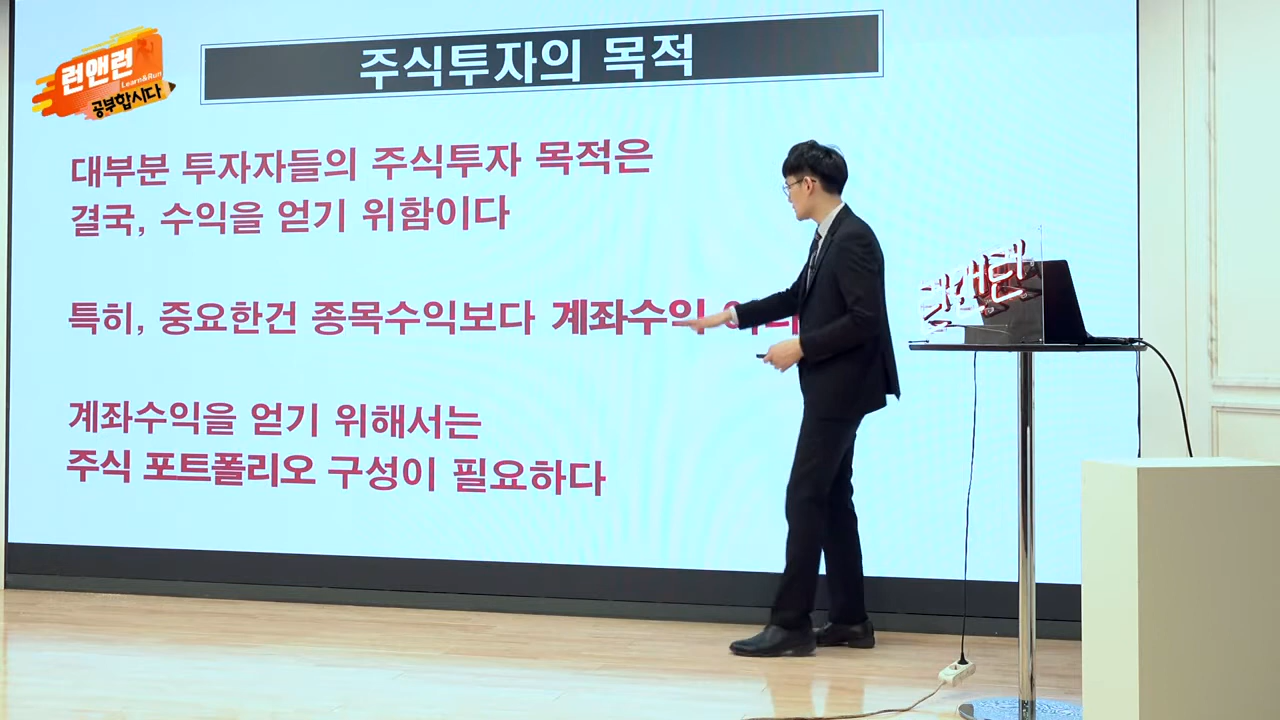 런앤런
Learn&Run
공부합시다
주식투자의 목적
대부분 투자자들의 주식투자 목적은
결국, 수익을 얻기 위함이다
특히, 중요한건 종목수익보다 계좌수익
계좌수익을 얻기 위해서는
주식 포트폴리오 구성이 필요하다
런앤런